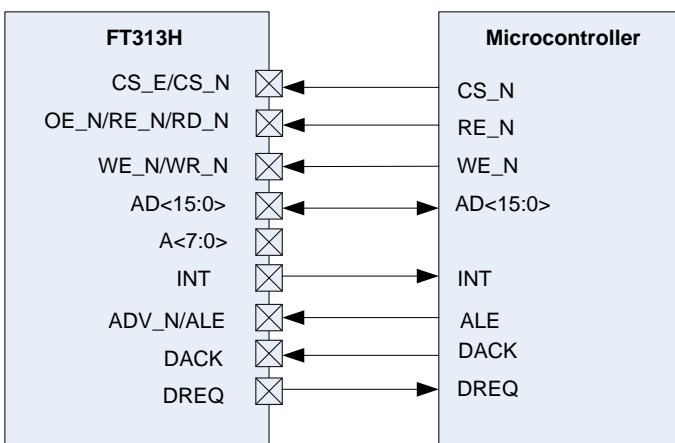 FT313H
Microcontroller
CS_E/CS_N
CS_N
OE_N/RE_N/RD_N
RE_N
WE_N/WR_N
WE_N
AD<15:0>
AD<15:0>
A<7:0>
INT
INT
ADV_N/ALE
ALE
DACK
DACK
DREQ
DREQ